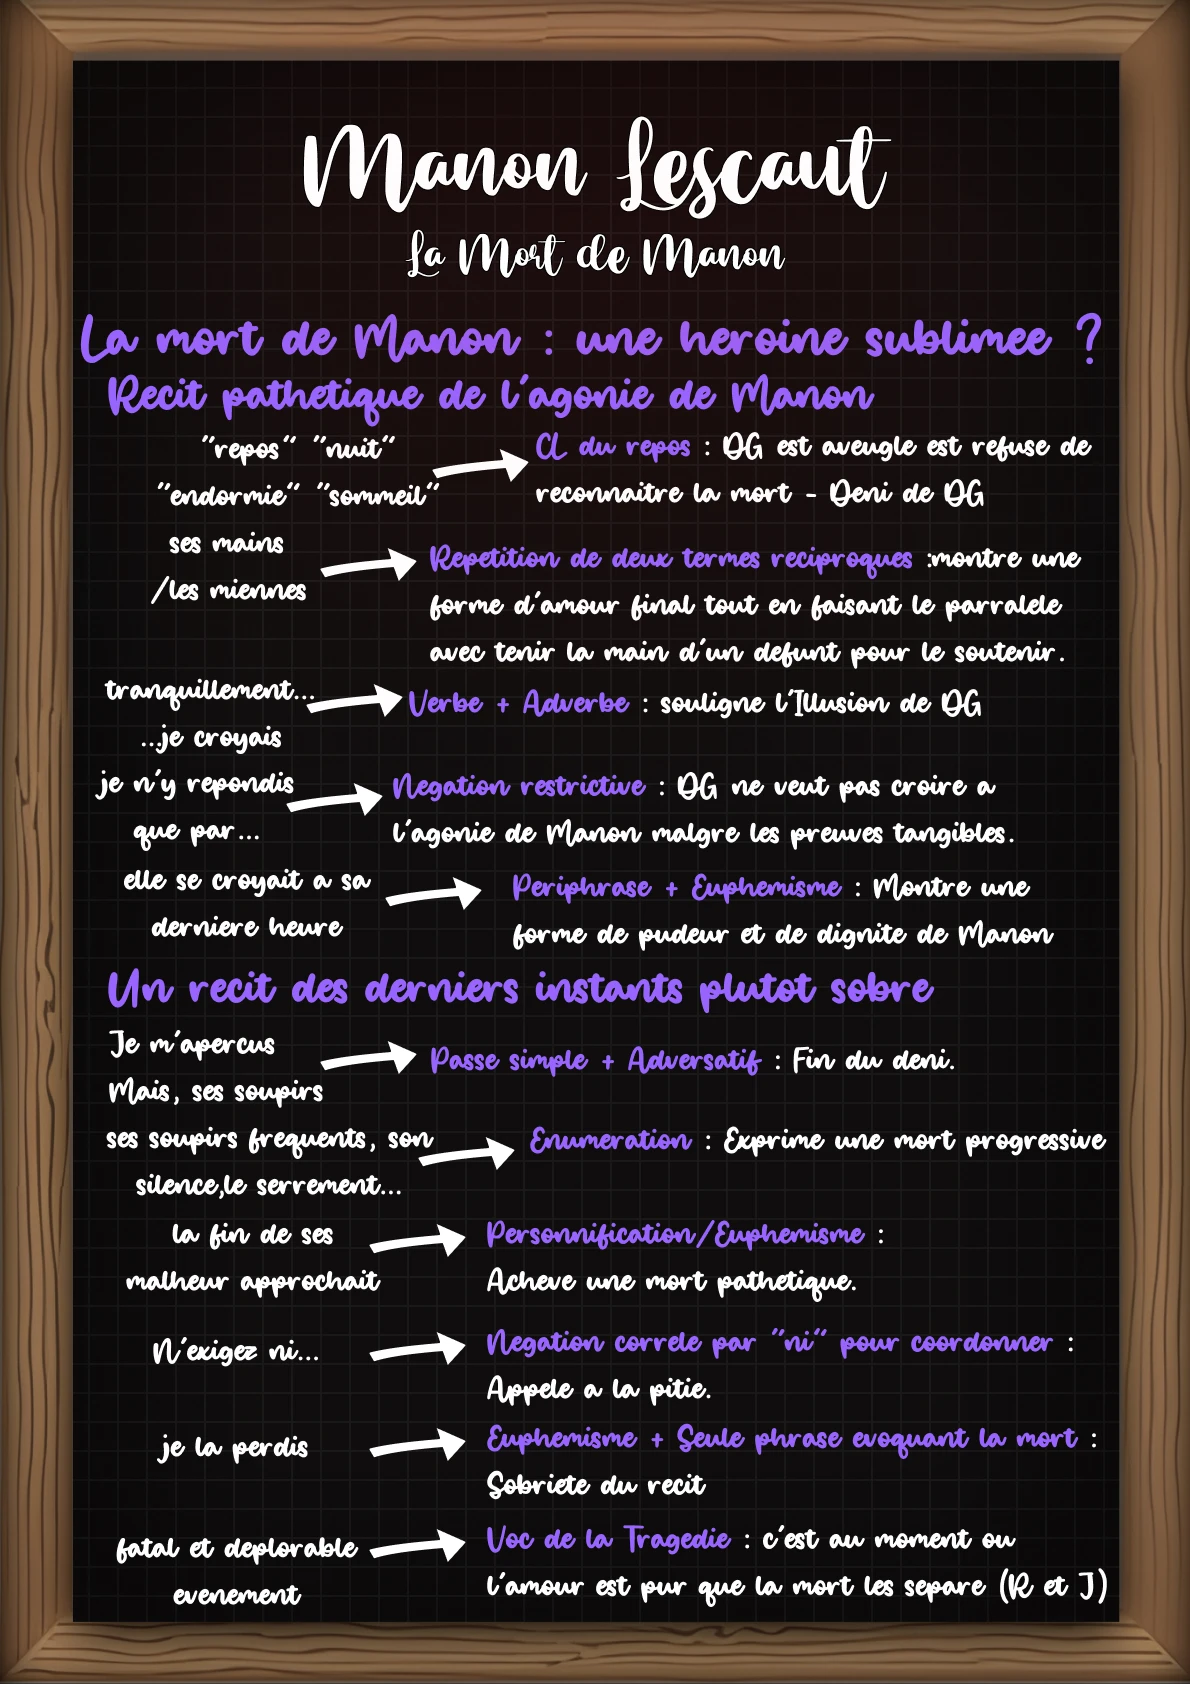 Manon Lescaut
La Mort de Manon
La mort de Manon : une heroine sublimee ?
Recit pathetique de l'agonie de Manon
"repos" "nuit"
"endormie" "sommeil"
CL du repos : DG est aveugle est refuse de
reconnaitre la mort - Deni de DG
ses mains
/les miennes
Repetition de deux termes reciproques :montre une
forme d'amour final tout en faisant le parralele
avec tenir la main d'un defunt pour le soutenir.
tranquillement...
...je croyais
Verbe + Adverbe : souligne l'Illusion de DG
je n'y repondis
que par...
Negation restrictive : DG ne veut pas croire a
l'agonie de Manon malgre les preuves tangibles.
elle se croyait a sa
derniere heure
Periphrase + Euphemisme : Montre une
forme de pudeur et de dignite de Manon
Un recit des derniers instants plutot sobre
Je m'apercus
Mais, ses soupirs
Passe simple + Adversatif : Fin du deni.
ses soupirs frequents, son
silence,le serrement...
Enumeration : Exprime une mort progressive
la fin de ses
malheur approchait
Personnification/Euphemisme :
Acheve une mort pathetique.
N'exigez ni...
Negation correle par "ni" pour coordonner :
Appele a la pitie.
je la perdis
Euphemisme + Seule phrase evoquant la mort :
Sobriete du recit
fatal et deplorable
evenement
Voc de la Tragedie : c'est au moment ou
l'amour est pur que la mort les separe (R et J)